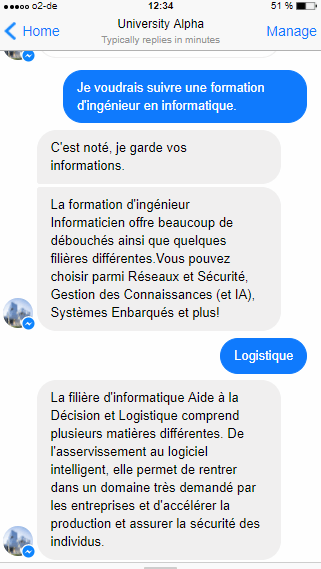 o2-de 12:34 51 %
Home University Alpha Manage
Typically replies in minutes
Je voudrais suivre une formation
d'ingénieur en informatique.
C'est noté, je garde vos
informations.
La formation d'ingénieur
Informaticien offre beaucoup de
débouchés ainsi que quelques
filières différentes.Vous pouvez
choisir parmi Réseaux et Sécurité,
Gestion des Connaissances (et IA),
Systèmes Enbarqués et plus!
Logistique
La filière d'informatique Aide à la
Décision et Logistique comprend
plusieurs matières différentes. De
l'asservissement au logiciel
intelligent, elle permet de rentrer
dans un domaine très demandé par
les entreprises et d'accélérer la
production et assurer la sécurité des
individus.